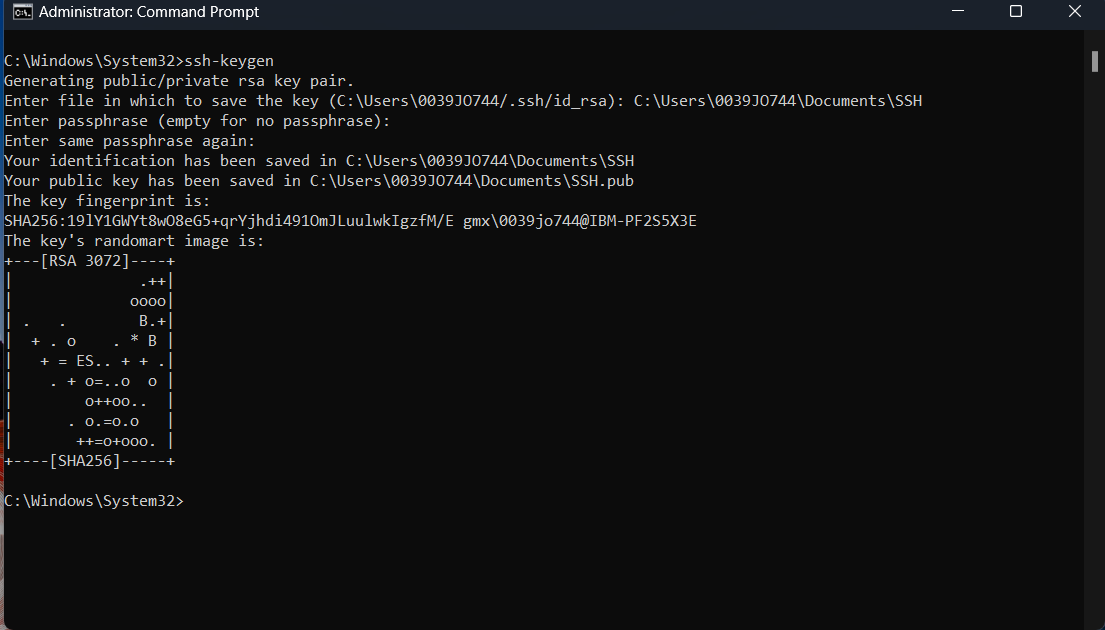 Administrator: Command Prompt
C:\Windows\System32>ssh-keygen
Generating public/private rsa key pair.
Enter file in which to save the key (C:\Users\0039JO744/.ssh/id_rsa): C:\Users\0039JO744\Documents\SSH
Enter passphrase (empty for no passphrase):
Enter same passphrase again:
Your identification has been saved in C:\Users\0039JO744\Documents\SSH
Your public key has been saved in C:\Users\0039JO744\Documents\SSH.pub
The key fingerprint is:
SHA256:19lY1GWYt8wO8eG5+qrYjhdi491OmJLuulwkIgzfM/E gmx\0039jo744@IBM-PF2S5X3E
The key's randomart image is:
+---[RSA 3072]----+
|              .++|
|             oooo|
| .   .        B.+|
|  + . o    . * B |
|   + = ES.. + + .|
|    . + o=..o  o |
|        o++oo..  |
|      . o.=o.o   |
|       ++=o+ooo. |
+----[SHA256]-----+
C:\Windows\System32>